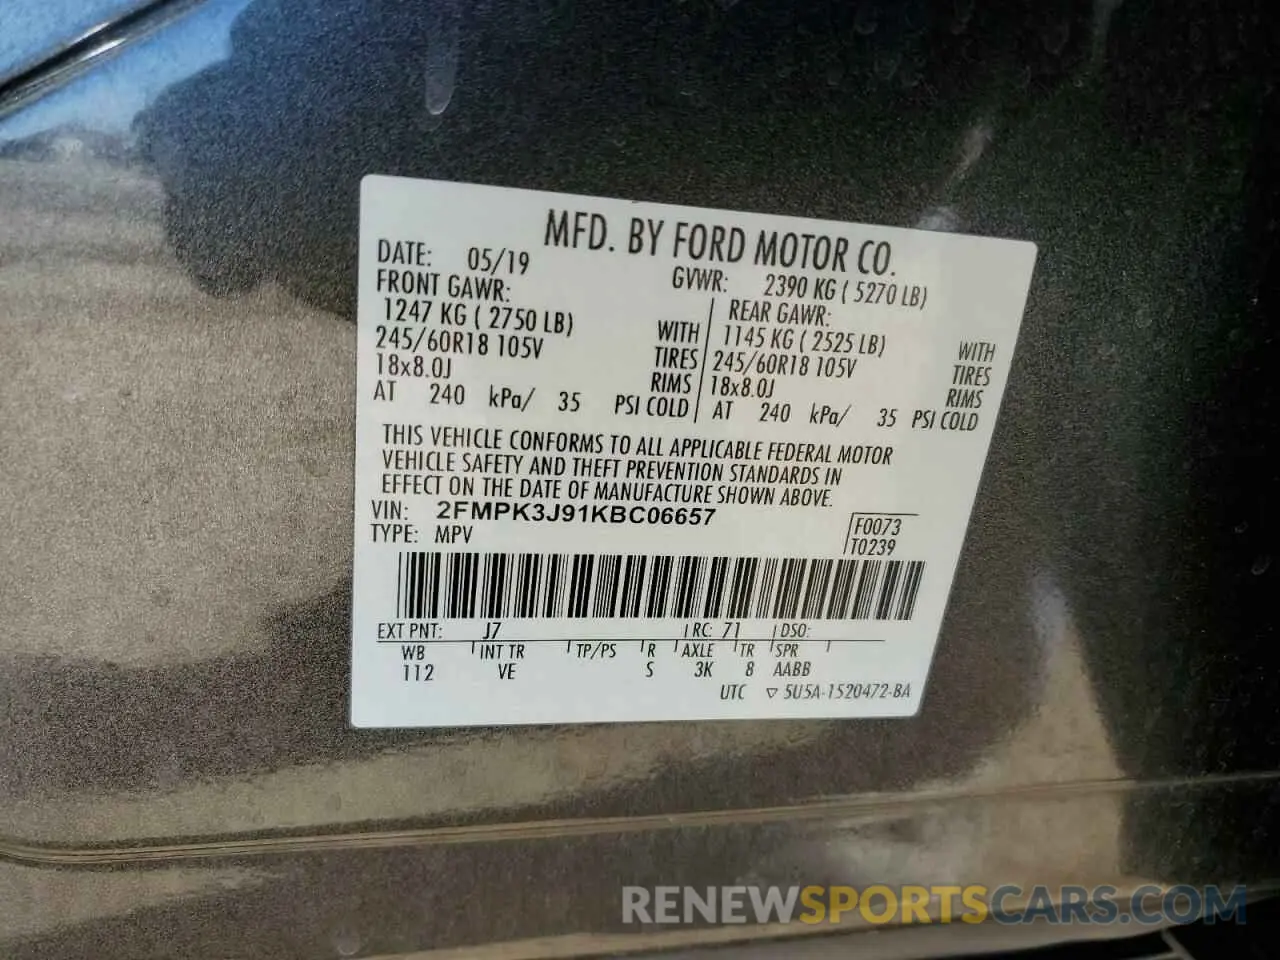 MFD. BY FORD MOTOR CO.
DATE: 05/19 GVWR: 2390 KG ( 5270 LB)
FRONT GAWR: REAR GAWR:
1247 KG ( 2750 LB) WITH 1145 KG ( 2525 LB) WITH
245/60R18 105V TIRES 245/60R18 105V TIRES
18x8.0J RIMS 18x8.0J RIMS
AT 240 kPa/ 35 PSI COLD AT 240 kPa/ 35 PSI COLD
THIS VEHICLE CONFORMS TO ALL APPLICABLE FEDERAL MOTOR
VEHICLE SAFETY AND THEFT PREVENTION STANDARDS IN
EFFECT ON THE DATE OF MANUFACTURE SHOWN ABOVE.
VIN: 2FMPK3J91KBC06657
TYPE: MPV
F0073
T0239
EXT PNT: J7 RC: 71 DSO:
WB INT TR TP/PS R AXLE TR SPR
112 VE S 3K 8 AABB
UTC ▽ 5U5A-1520472-BA
RENEWSPORTSCARS.COM